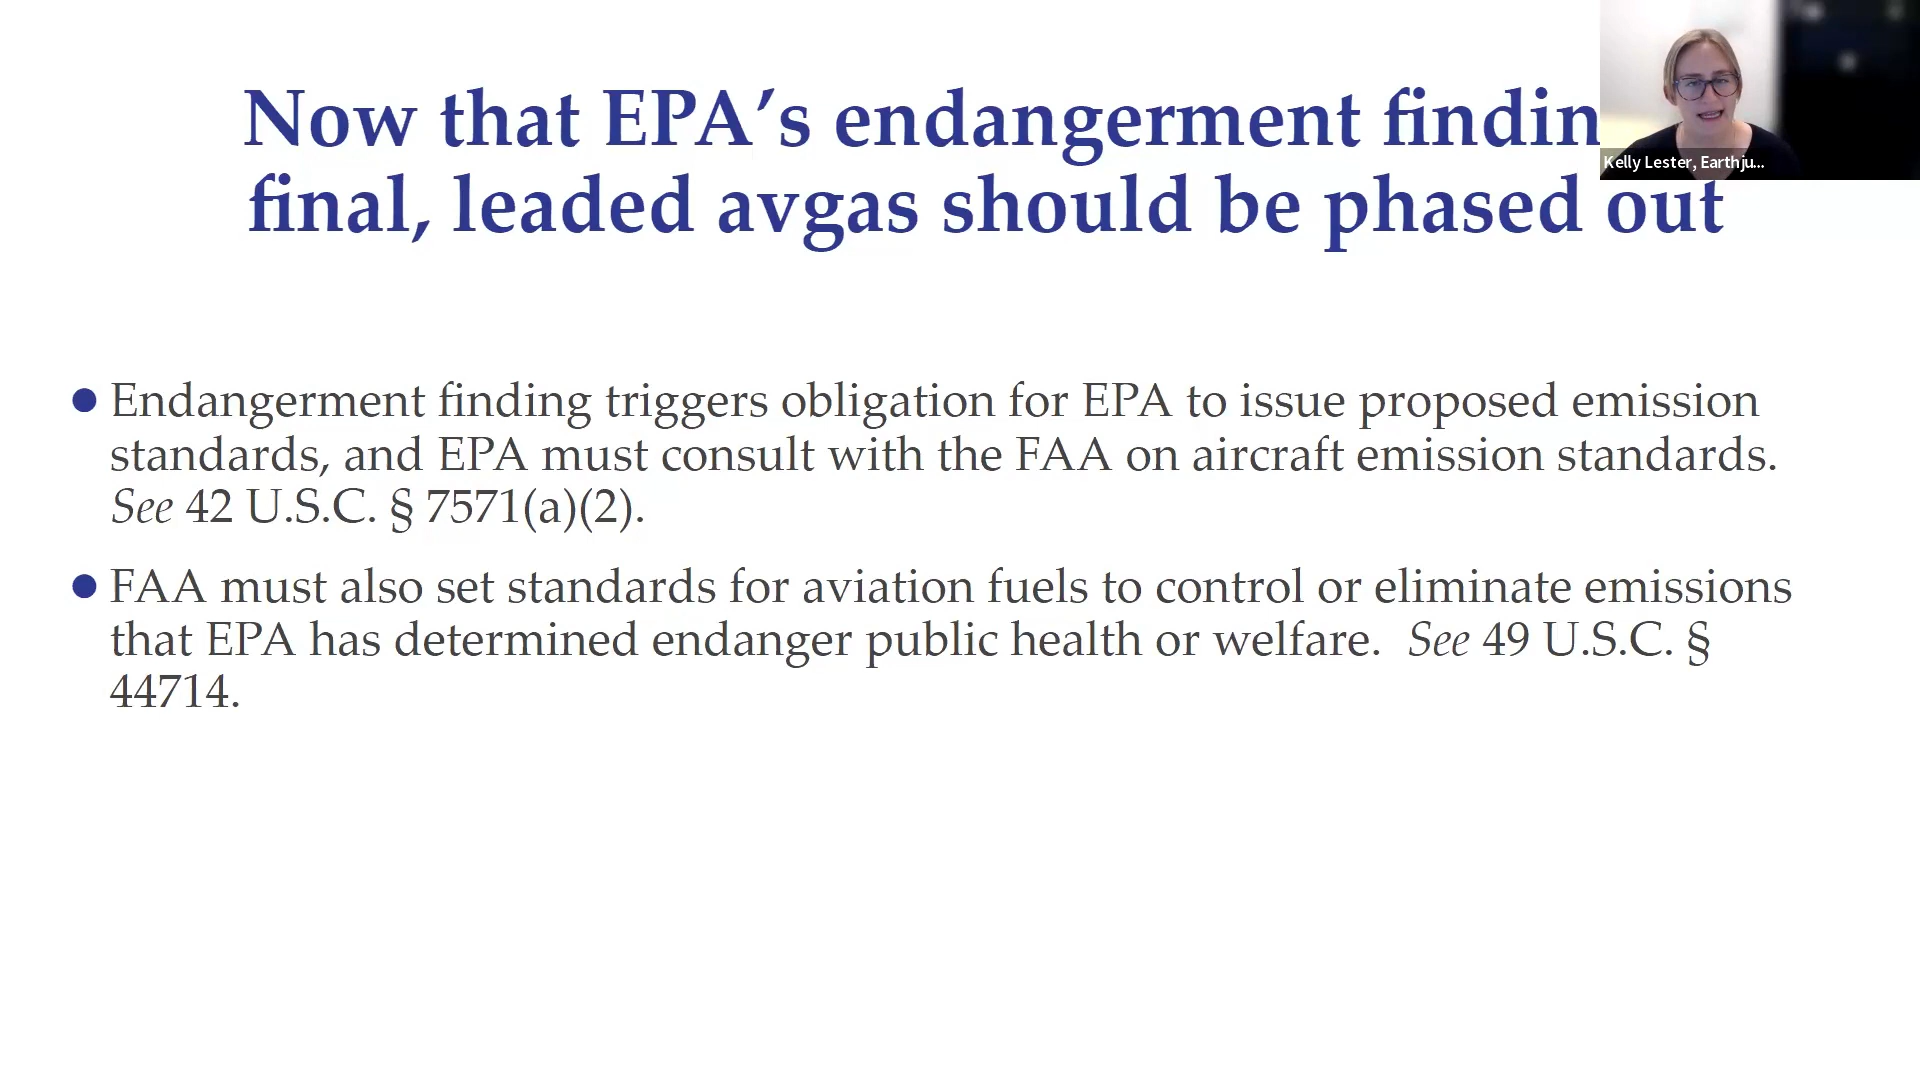 Now that EPA’s endangerment findin
final, leaded avgas should be phased out
Kelly Lester, Earthju...
● Endangerment finding triggers obligation for EPA to issue proposed emission
standards, and EPA must consult with the FAA on aircraft emission standards.
See 42 U.S.C. § 7571(a)(2).
● FAA must also set standards for aviation fuels to control or eliminate emissions
that EPA has determined endanger public health or welfare. See 49 U.S.C. §
44714.